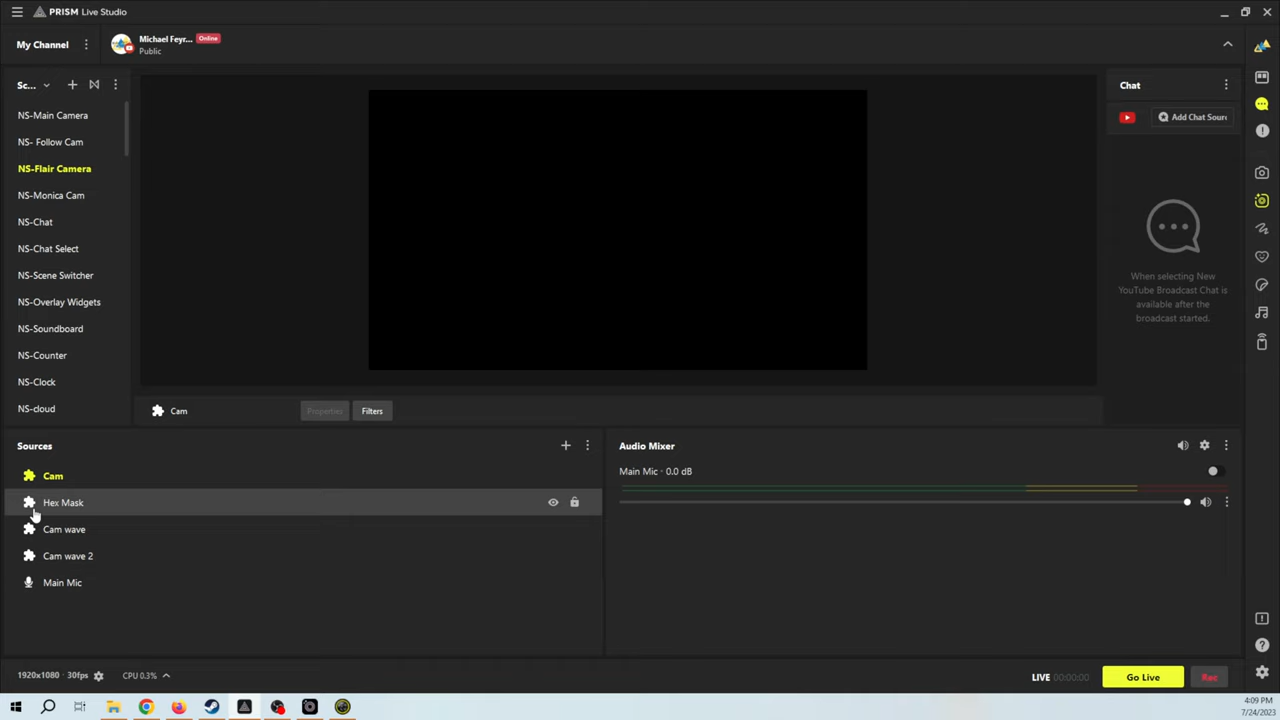 PRISM Live Studio
My Channel
Michael Feyr...
Online
Public
Sc...
NS-Main Camera
NS- Follow Cam
NS-Flair Camera
NS-Monica Cam
NS-Chat
NS-Chat Select
NS-Scene Switcher
NS-Overlay Widgets
NS-Soundboard
NS-Counter
NS-Clock
NS-cloud
Chat
Add Chat Sourc
When selecting New
YouTube Broadcast Chat is
available after the
broadcast started.
Cam
Properties
Filters
Sources
Cam
Hex Mask
Cam wave
Cam wave 2
Main Mic
Audio Mixer
Main Mic - 0.0 dB
1920x1080 · 30fps
CPU 0.3%
LIVE 00:00:00
Go Live
Rec
4:09 PM
7/24/2023